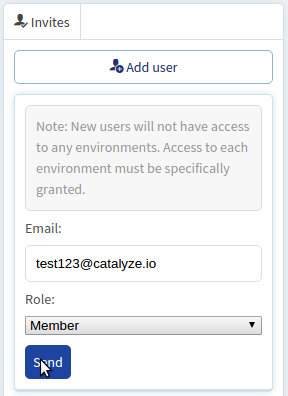 Invites
Add user
Note: New users will not have access
to any environments. Access to each
environment must be specifically
granted.
Email:
test123@catalyze.io
Role:
Member
Send